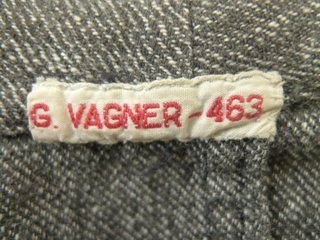 G. VAGNER - 463